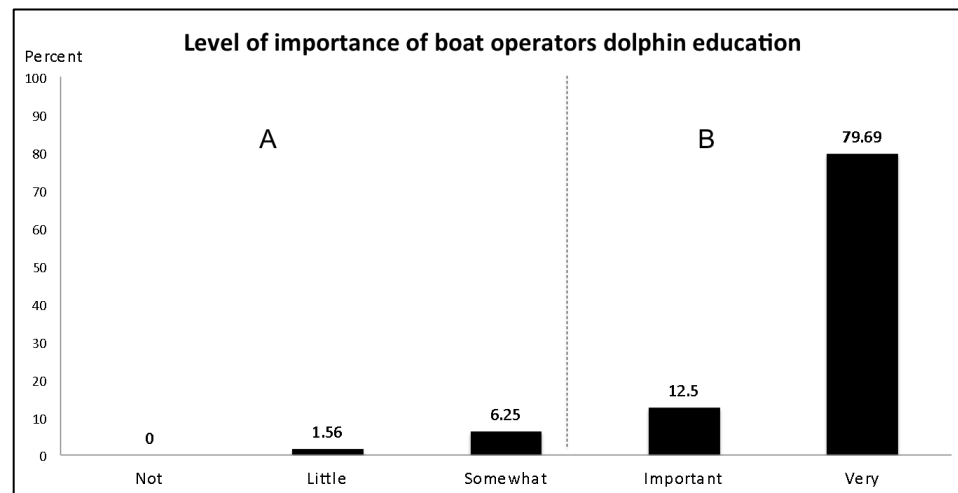 Level of importance of boat operators dolphin education
Percent
100
90
80
70
60
50
40
30
20
10
0
A
B
0
1.56
6.25
12.5
79.69
Not
Little
Somewhat
Important
Very